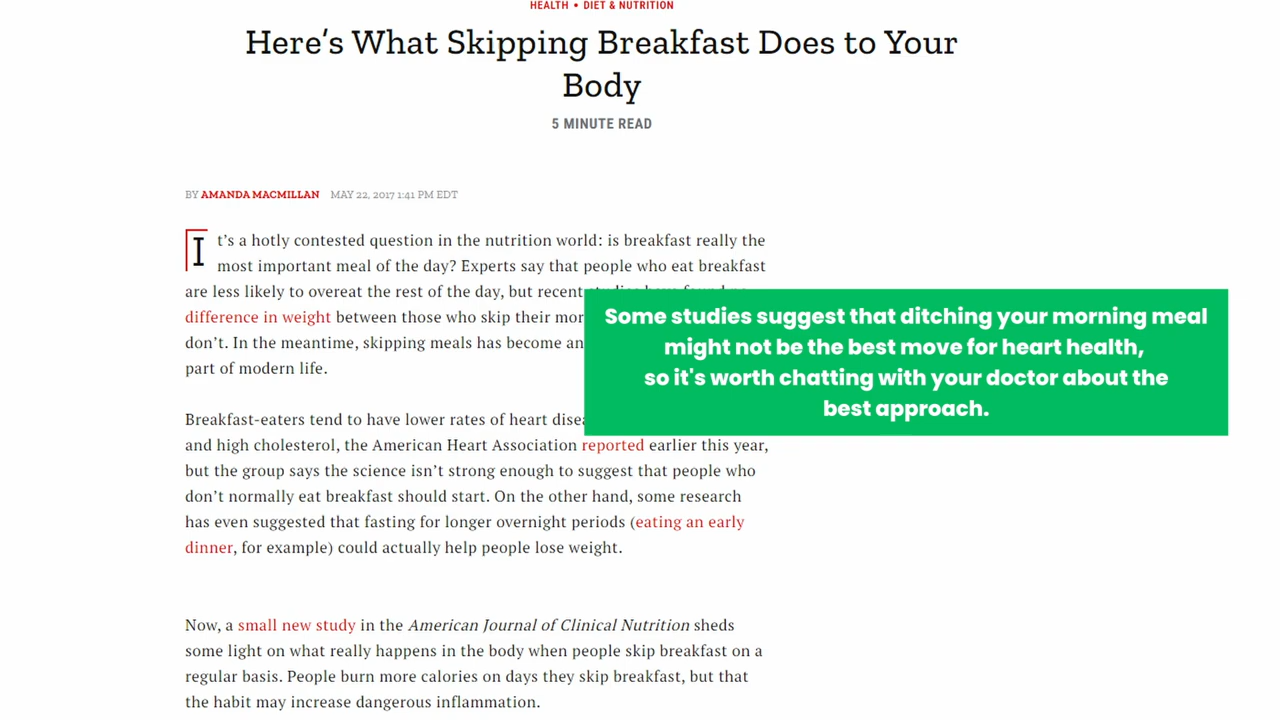 HEALTH • DIET & NUTRITION
Here’s What Skipping Breakfast Does to Your
Body
5 MINUTE READ
BY AMANDA MACMILLAN MAY 22, 2017 1:41 PM EDT
It’s a hotly contested question in the nutrition world: is breakfast really the
most important meal of the day? Experts say that people who eat breakfast
are less likely to overeat the rest of the day, but recent
difference in weight between those who skip their
don’t. In the meantime, skipping meals has become
part of modern life.
Some studies suggest that ditching your morning meal
might not be the best move for heart health,
so it's worth chatting with your doctor about the
best approach.
Breakfast-eaters tend to have lower rates of heart
and high cholesterol, the American Heart Association reported earlier this year,
but the group says the science isn’t strong enough to suggest that people who
don’t normally eat breakfast should start. On the other hand, some research
has even suggested that fasting for longer overnight periods (eating an early
dinner, for example) could actually help people lose weight.
Now, a small new study in the American Journal of Clinical Nutrition sheds
some light on what really happens in the body when people skip breakfast on a
regular basis. People burn more calories on days they skip breakfast, but that
the habit may increase dangerous inflammation.